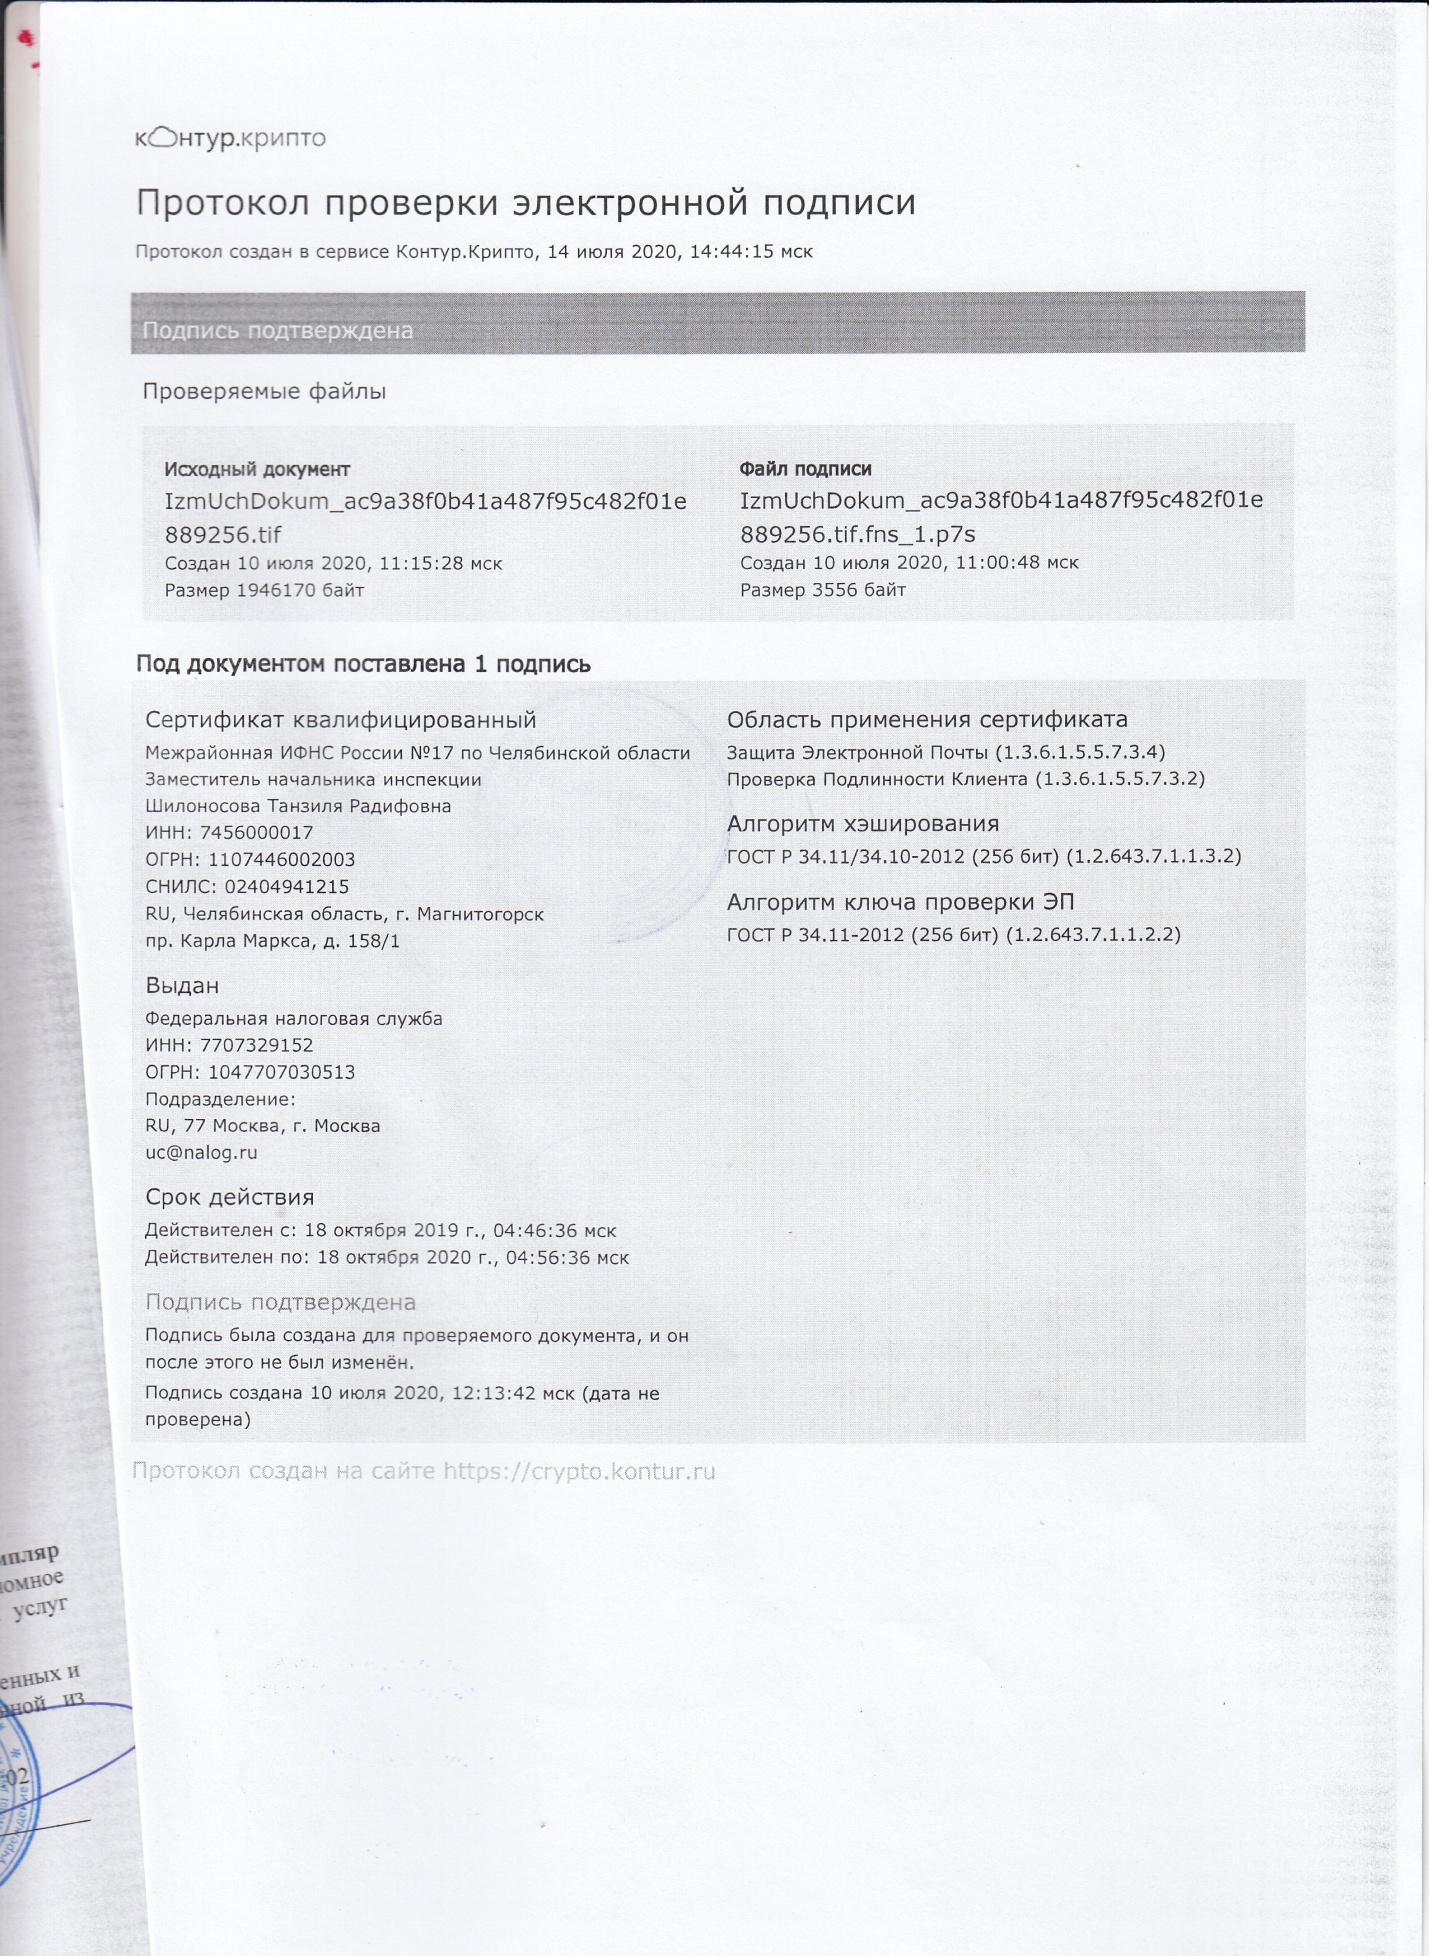 контур.крипто
Протокол проверки электронной подписи
Протокол создан в сервисе Контур.Крипто, 14 июля 2020, 14:44:15 мск
Подпись подтверждена
Проверяемые файлы
Исходный документ
IzmUchDokum_ac9a38f0b41a487f95c482f01e
889256.tif
Создан 10 июля 2020, 11:15:28 мск
Размер 1946170 байт
Файл подписи
IzmUchDokum_ac9a38f0b41a487f95c482f01e
889256.tif.fns_1.p7s
Создан 10 июля 2020, 11:00:48 мск
Размер 3556 байт
Под документом поставлена 1 подпись
Сертификат квалифицированный
Межрайонная ИФНС России №17 по Челябинской области
Заместитель начальника инспекции
Шилоносова Танзиля Радифовна
ИНН: 7456000017
ОГРН: 1107446002003
СНИЛС: 02404941215
RU, Челябинская область, г. Магнитогорск
пр. Карла Маркса, д. 158/1
Выдан
Федеральная налоговая служба
ИНН: 7707329152
ОГРН: 1047707030513
Подразделение:
RU, 77 Москва, г. Москва
uc@nalog.ru
Срок действия
Действителен с: 18 октября 2019 г., 04:46:36 мск
Действителен по: 18 октября 2020 г., 04:56:36 мск
Подпись подтверждена
Подпись была создана для проверяемого документа, и он
после этого не был изменён.
Подпись создана 10 июля 2020, 12:13:42 мск (дата не
проверена)
Область применения сертификата
Защита Электронной Почты (1.3.6.1.5.5.7.3.4)
Проверка Подлинности Клиента (1.3.6.1.5.5.7.3.2)
Алгоритм хэширования
ГОСТ Р 34.11/34.10-2012 (256 бит) (1.2.643.7.1.1.3.2)
Алгоритм ключа проверки ЭП
ГОСТ Р 34.11-2012 (256 бит) (1.2.643.7.1.1.2.2)
Протокол создан на сайте https://crypto.kontur.ru
услуг
и
из
02
учреждение